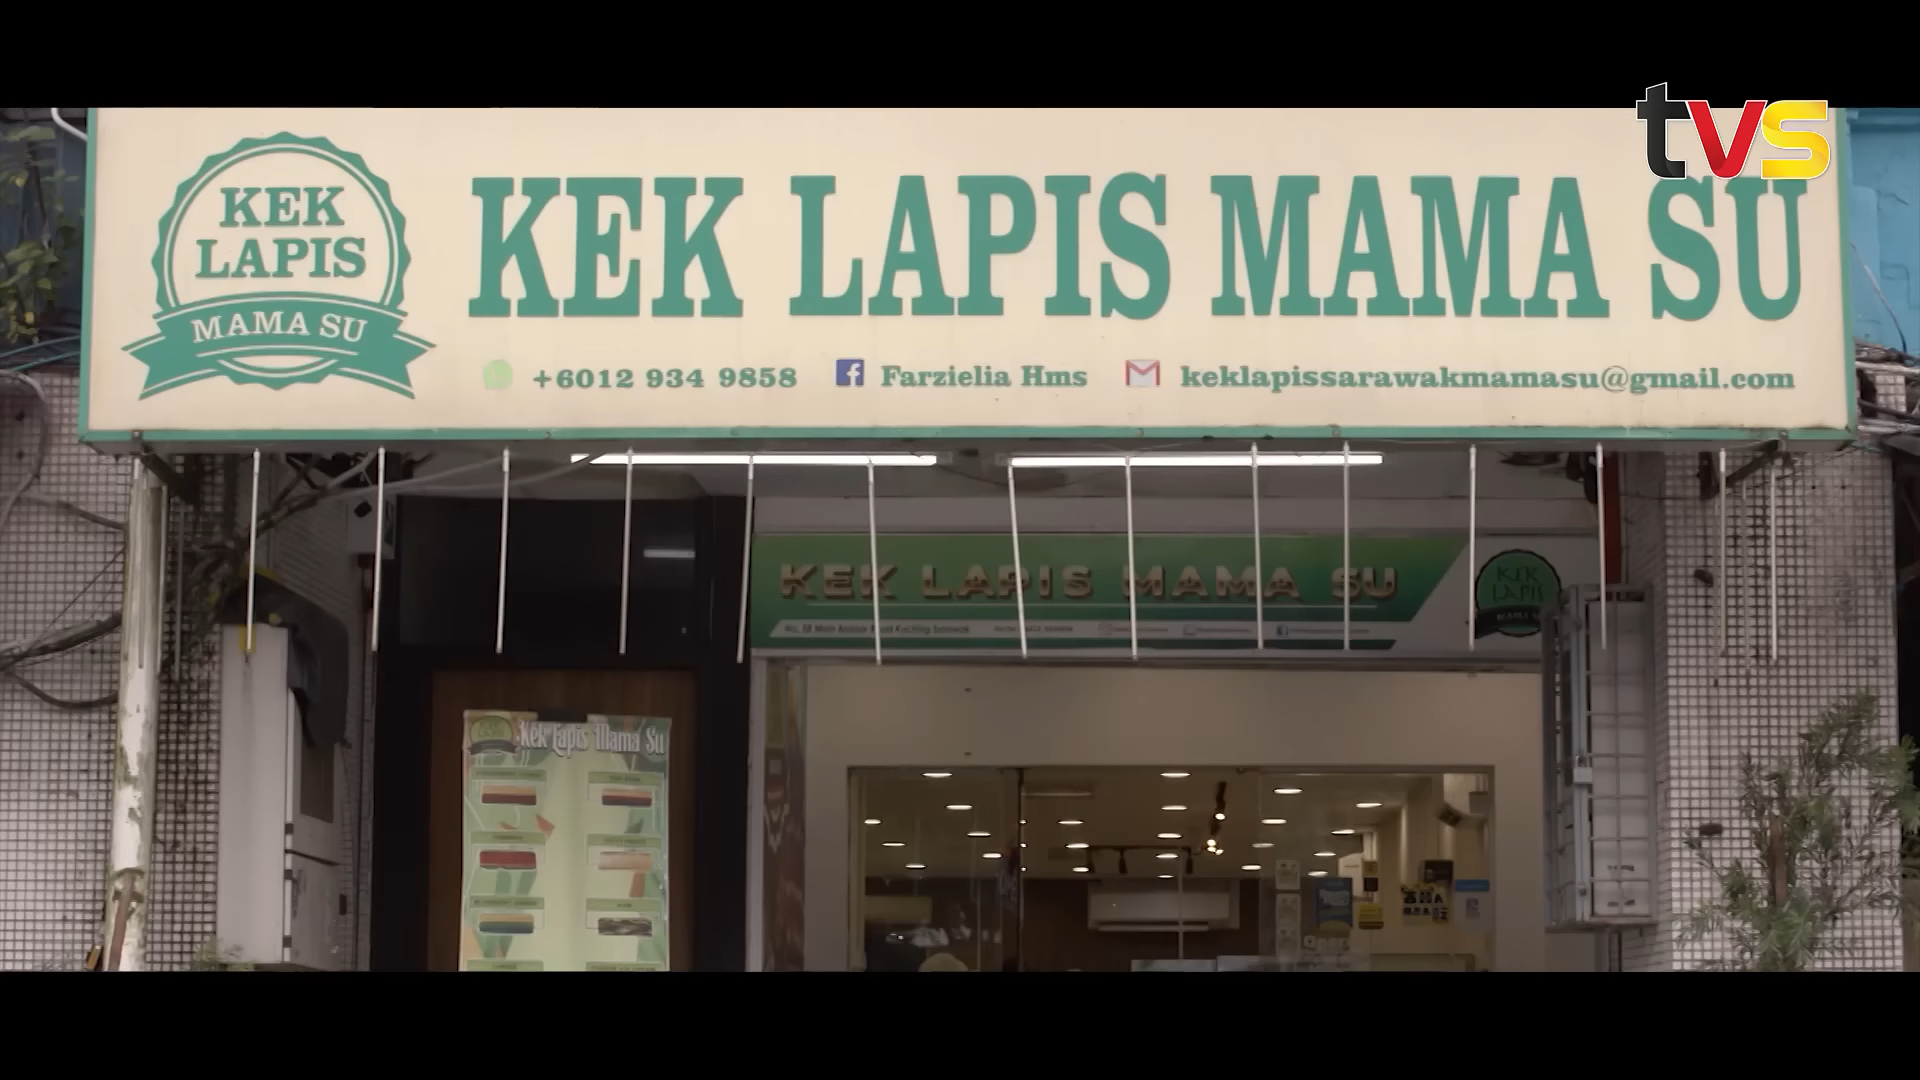 tvs
KEK LAPIS MAMA SU
KEK
LAPIS
MAMA SU
+6012 934 9858 Farzielia Hms keklapissarawakmamasu@gmail.com
KEK LAPIS MAMA SU
KEK
LAPIS
Kek Lapis Mama Su